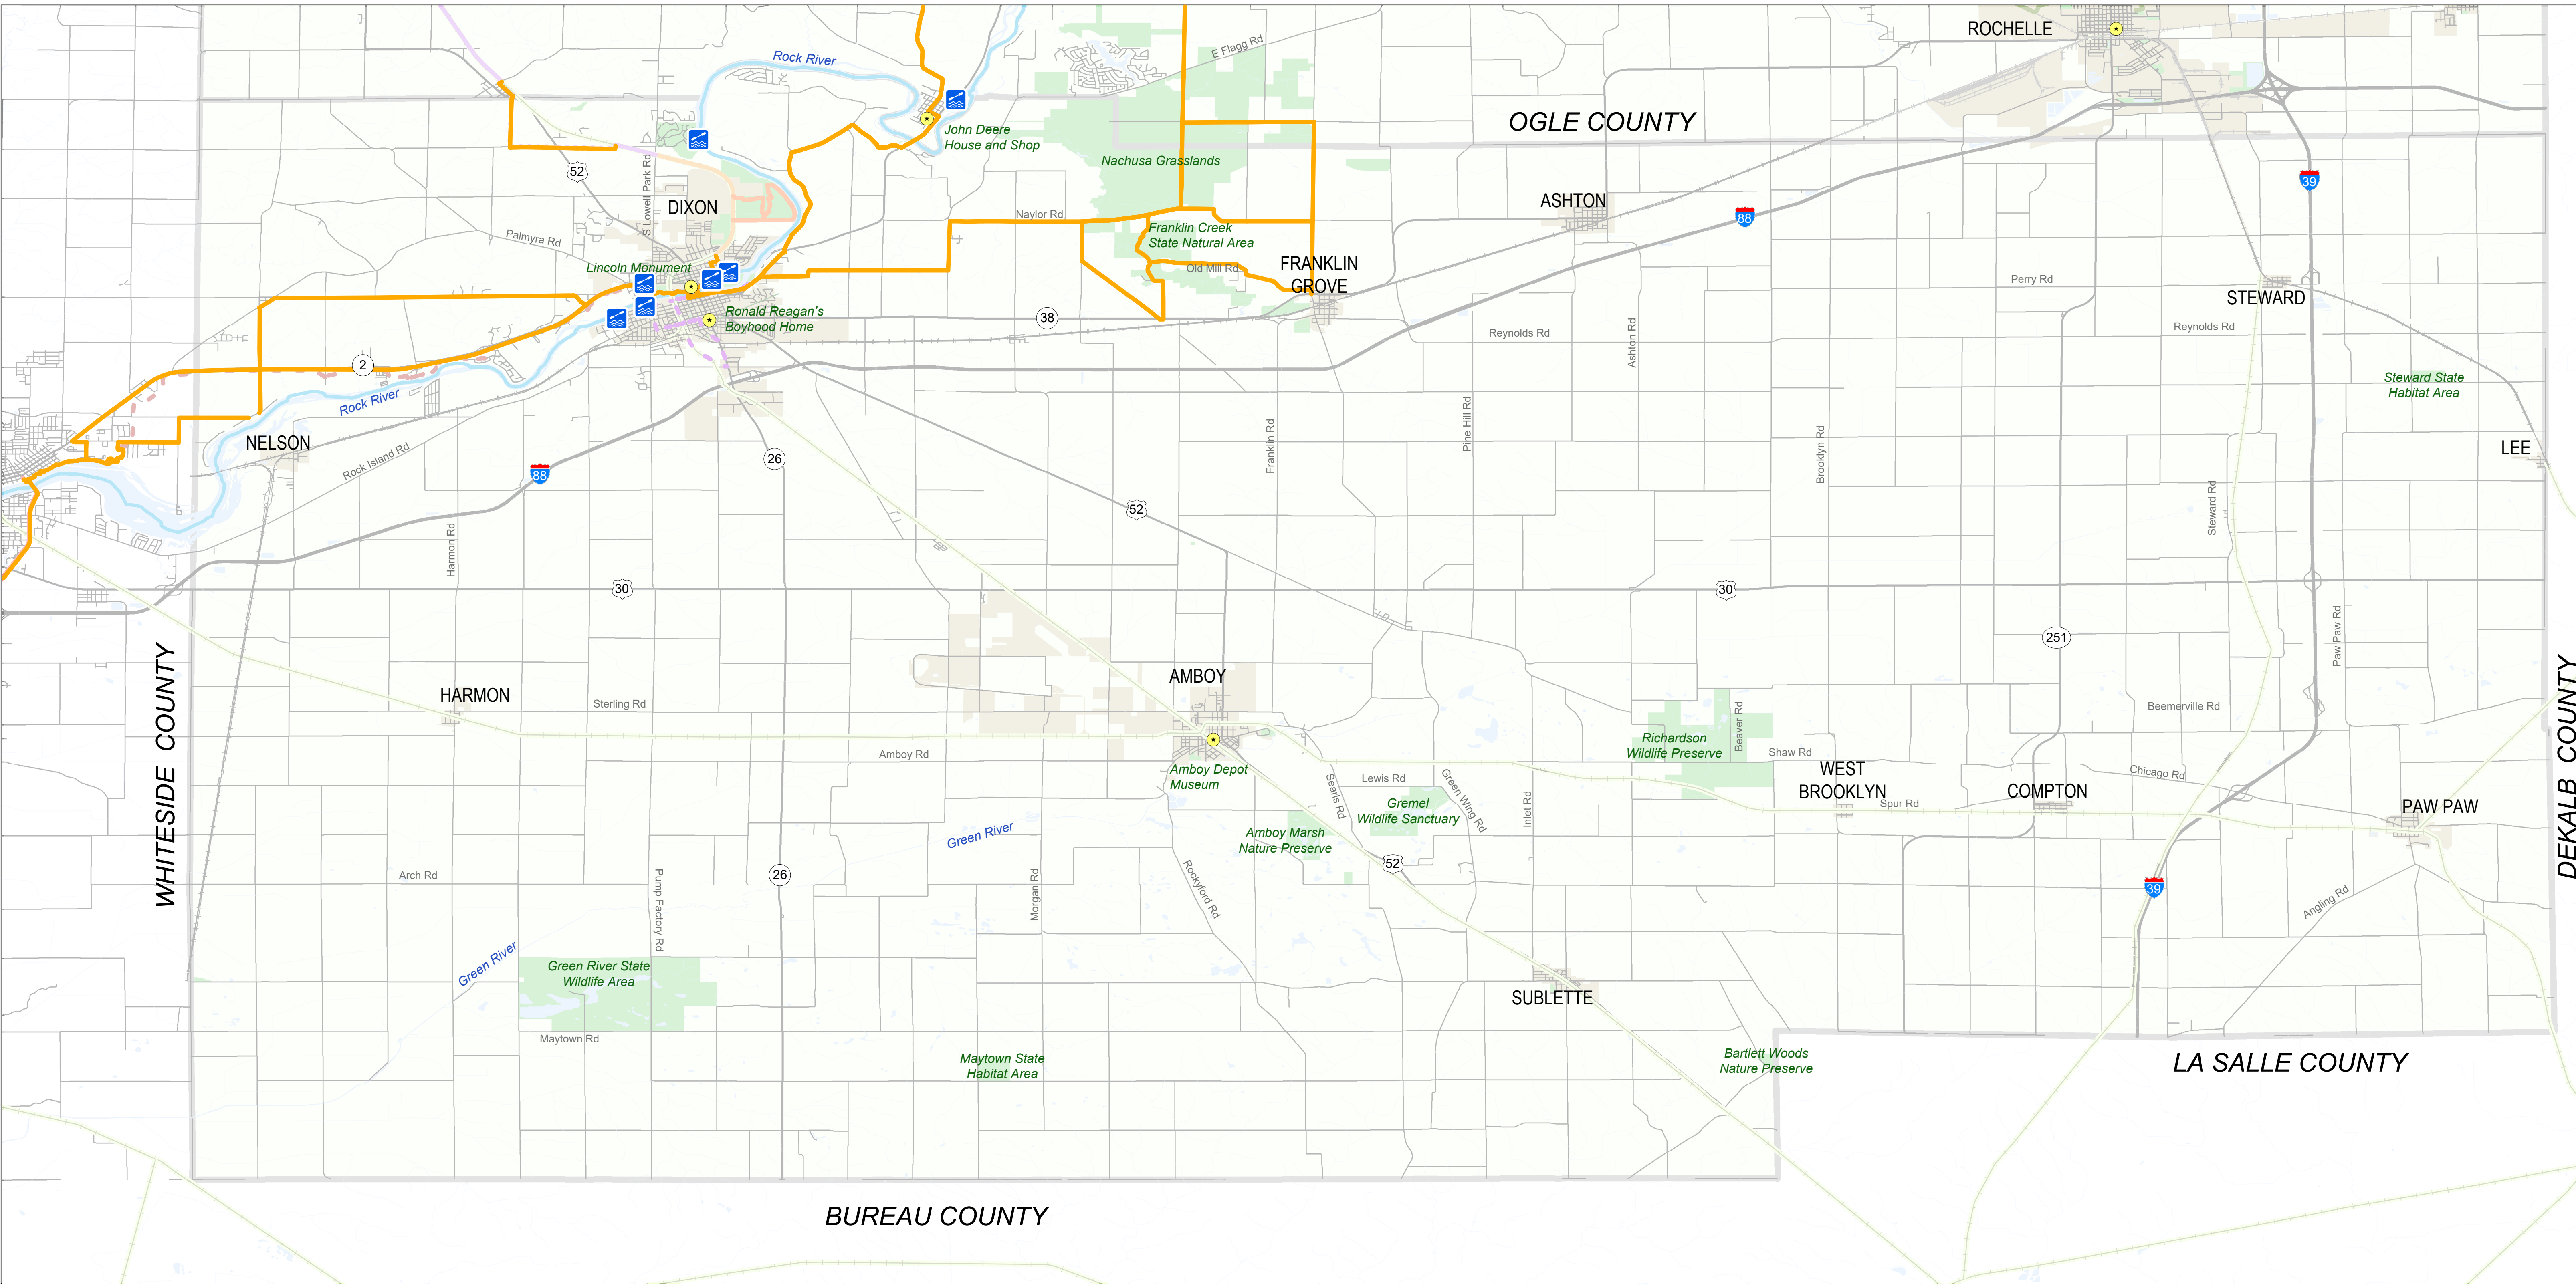 ROCHELLE
E Flagg Rd
Rock River
OGLE COUNTY
John Deere
House and Shop
Nachusa Grasslands
52
39
S Lowell Park Rd
DIXON
ASHTON
88
Naylor Rd
Palmyra Rd
Franklin Creek
State Natural Area
Lincoln Monument
Old Mill Rd
FRANKLIN
GROVE
Perry Rd
STEWARD
Ronald Reagan's
Boyhood Home
38
Reynolds Rd
Reynolds Rd
Ashton Rd
2
Steward State
Habitat Area
Rock River
NELSON
Rock Island Rd
Franklin Rd
Pine Hill Rd
Brooklyn Rd
LEE
26
88
52
Steward Rd
Harmon Rd
30
30
251
Paw Paw Rd
WHITESIDE COUNTY
DEKALB COUNTY
HARMON
Sterling Rd
AMBOY
Beemerville Rd
Amboy Rd
Richardson
Wildlife Preserve
Beaver Rd
Shaw Rd
Amboy Depot
Museum
Searls Rd
Lewis Rd
Green Wing Rd
WEST
BROOKLYN
Spur Rd
COMPTON
Chicago Rd
PAW PAW
Gremel
Wildlife Sanctuary
Inlet Rd
Green River
Amboy Marsh
Nature Preserve
52
Arch Rd
Pump Factory Rd
26
Morgan Rd
Rockyford Rd
39
Angling Rd
Green River
Green River State
Wildlife Area
SUBLETTE
Maytown Rd
Maytown State
Habitat Area
Bartlett Woods
Nature Preserve
LA SALLE COUNTY
BUREAU COUNTY